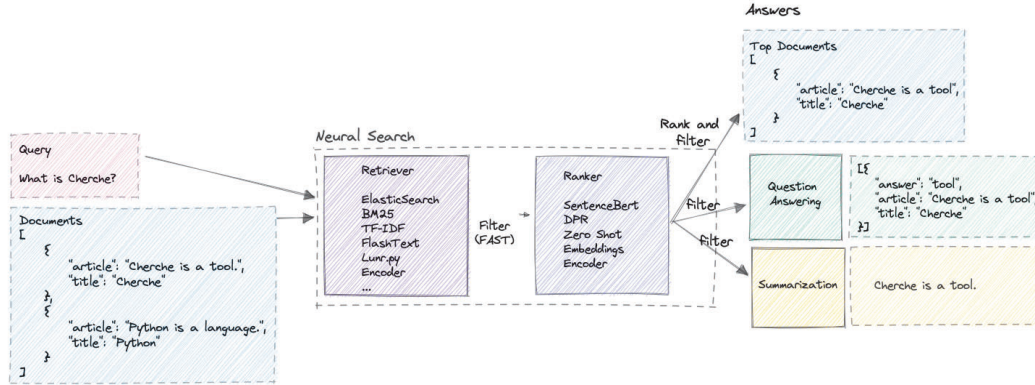 Answers
Top Documents
[
{
"article": "Cherche is a tool",
"title": "Cherche"
}
]
Neural Search
Rank and
filter
Query
What is Cherche?
Retriever
ElasticSearch
BM25
TF-IDF
FlashText
Lunr.py
Encoder
...
Filter
(FAST)
Ranker
SentenceBert
DPR
Zero Shot
Embeddings
Encoder
filter
filter
Question
Answering
[{
"answer": "tool",
"article": "Cherche is a tool",
"title": "Cherche"
}]
Documents
[
{
"article": "Cherche is a tool.",
"title": "Cherche"
},
{
"article": "Python is a language.",
"title": "Python"
}
]
Summarization
Cherche is a tool.